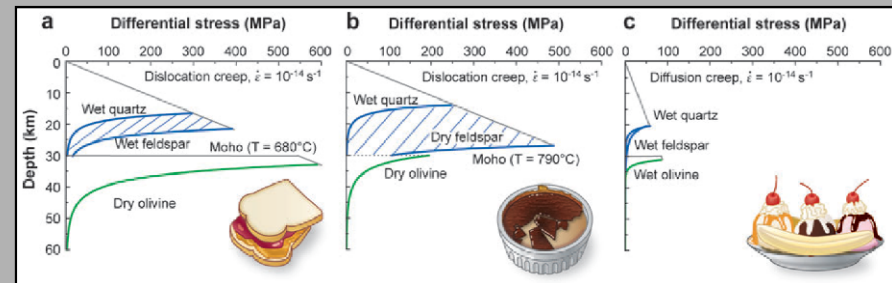 a
Differential stress (MPa)
0 100 200 300 400 500 600
0
10
20
30
40
50
60
Depth (km)
Dislocation creep, ε̇ = 10⁻¹⁴ s⁻¹
Wet quartz
Wet feldspar
Moho (T = 680°C)
Dry olivine
b
Differential stress (MPa)
0 100 200 300 400 500 600
Dislocation creep, ε̇ = 10⁻¹⁴ s⁻¹
Wet quartz
Dry feldspar
Moho (T = 790°C)
Dry olivine
c
Differential stress (MPa)
0 100 200 300 400 500 600
Diffusion creep, ε̇ = 10⁻¹⁴ s⁻¹
Wet quartz
Wet feldspar
Wet olivine